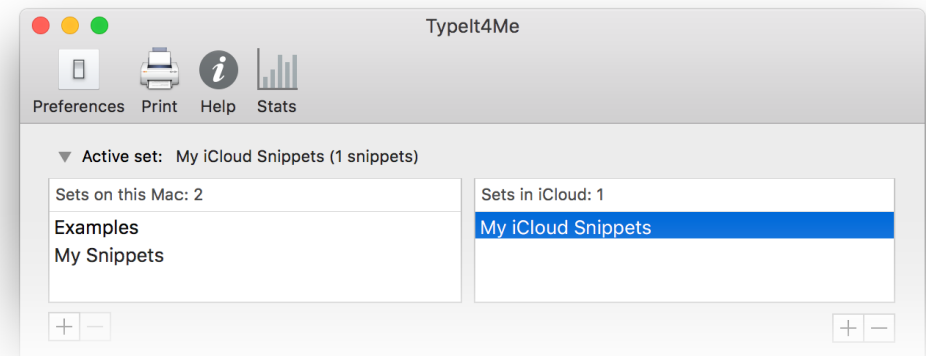 TypeIt4Me
Preferences Print Help Stats
Active set: My iCloud Snippets (1 snippets)
Sets on this Mac: 2
Examples
My Snippets
Sets in iCloud: 1
My iCloud Snippets